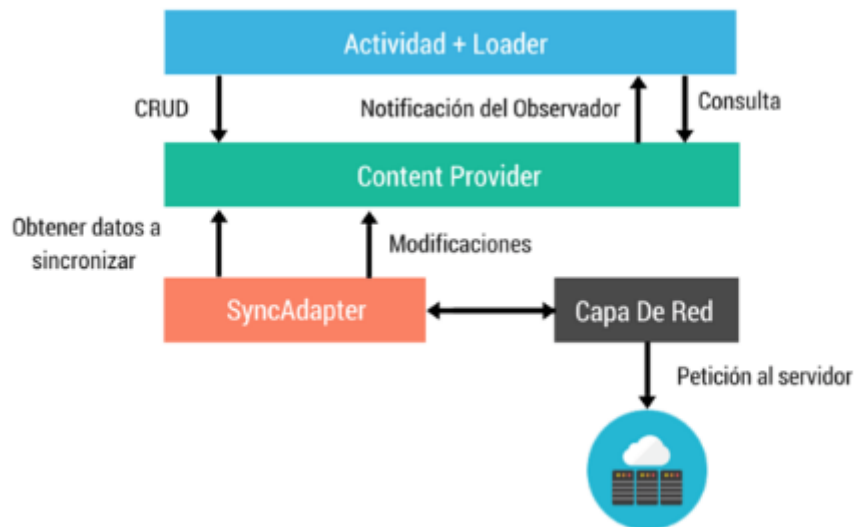 Actividad + Loader
CRUD
Notificación del Observador
Consulta
Content Provider
Obtener datos a
sincronizar
Modificaciones
SyncAdapter
Capa De Red
Petición al servidor